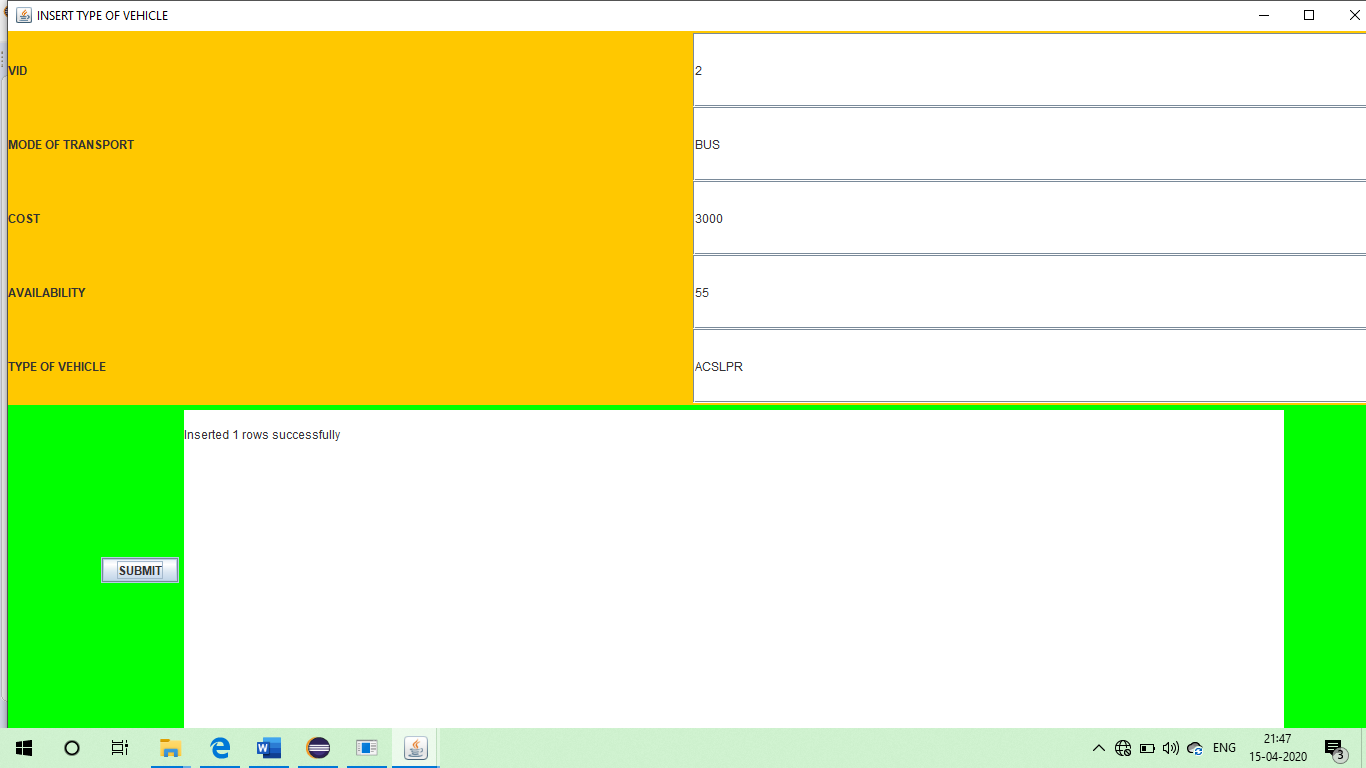 INSERT TYPE OF VEHICLE
VID 2
MODE OF TRANSPORT BUS
COST 3000
AVAILABILITY 55
TYPE OF VEHICLE ACSLPR
Inserted 1 rows successfully
SUBMIT
ENG 21:47
15-04-2020 3